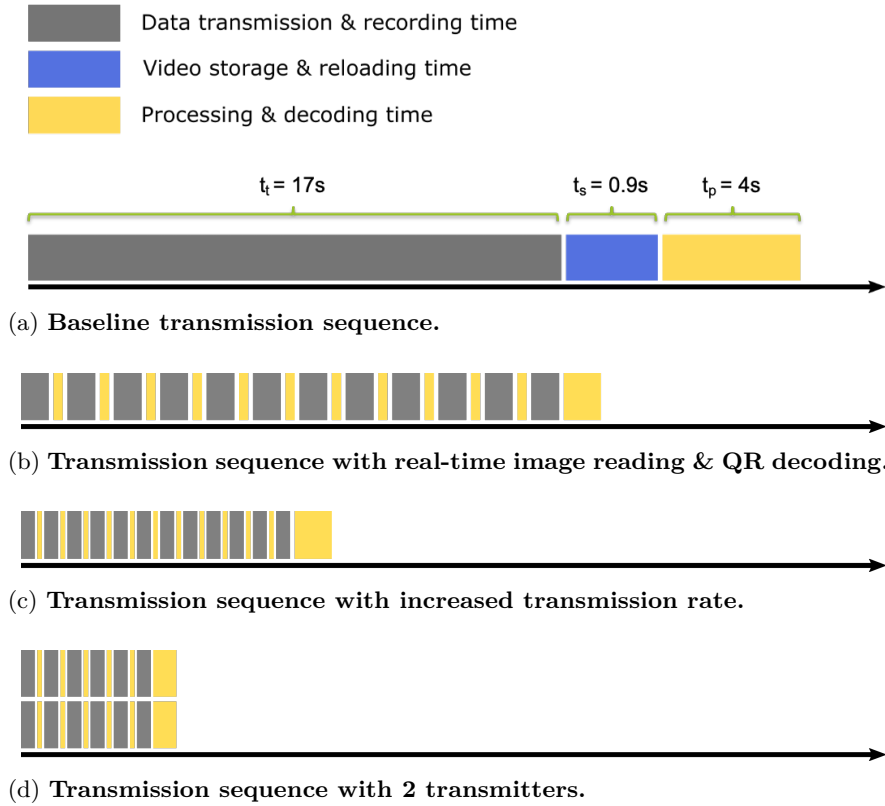 Data transmission & recording time
Video storage & reloading time
Processing & decoding time
tt = 17s ts = 0.9s tp = 4s
(a) Baseline transmission sequence.
(b) Transmission sequence with real-time image reading & QR decoding.
(c) Transmission sequence with increased transmission rate.
(d) Transmission sequence with 2 transmitters.